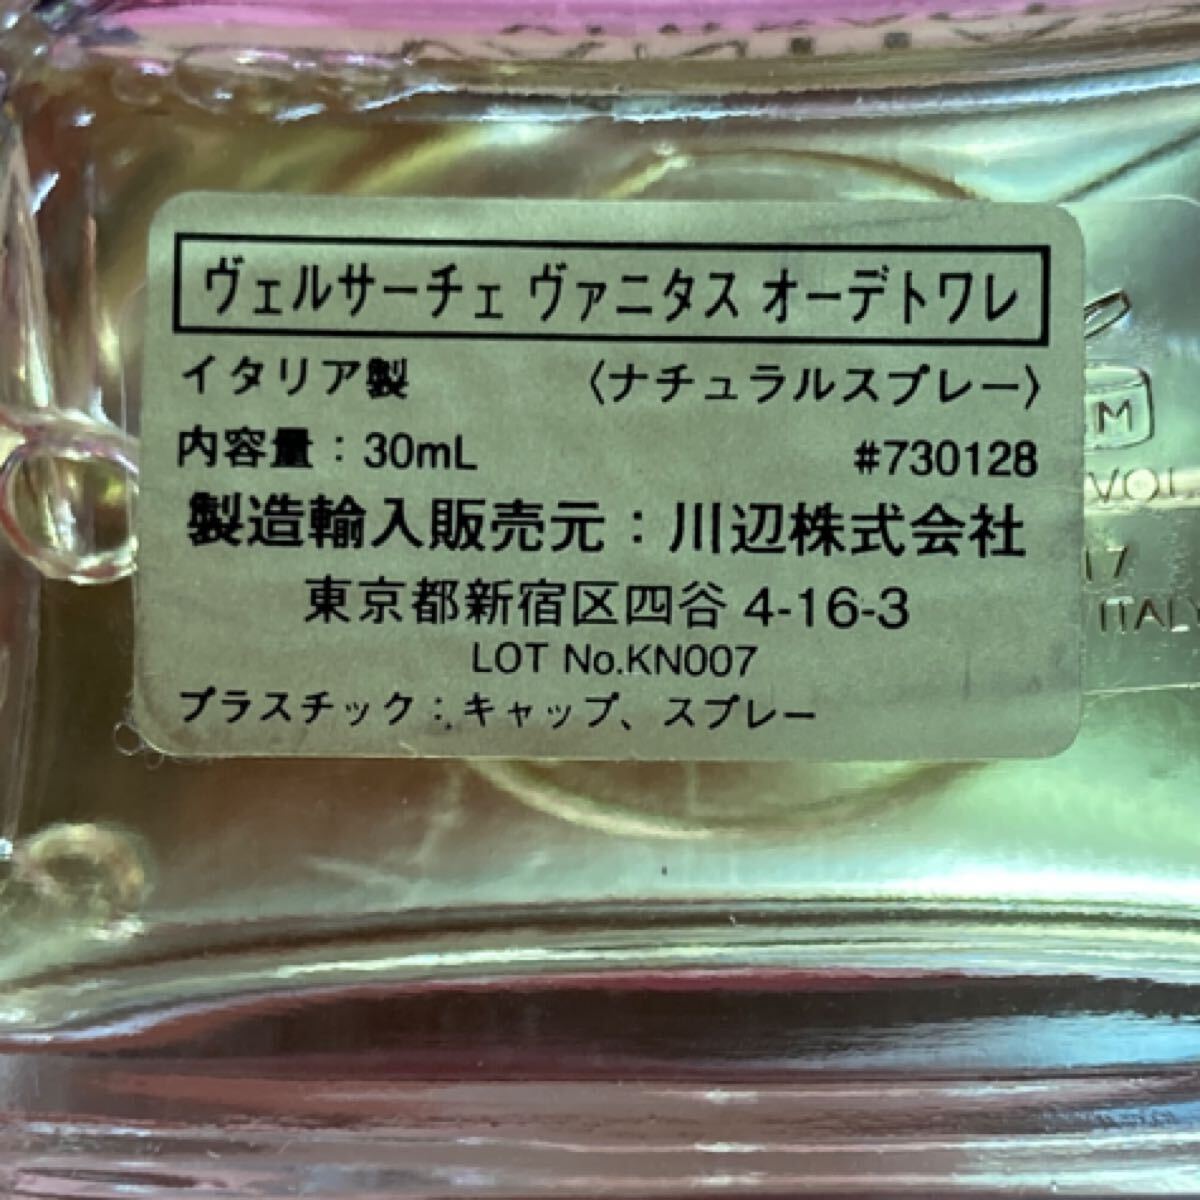 ヴェルサーチェ ヴァニタス オーデトワレ
イタリア製 〈ナチュラルスプレー〉
内容量：30mL #730128
製造輸入販売元：川辺株式会社
東京都新宿区四谷 4-16-3
LOT No.KN007
プラスチック：キャップ、スプレー
M
VOL
17
ITALY